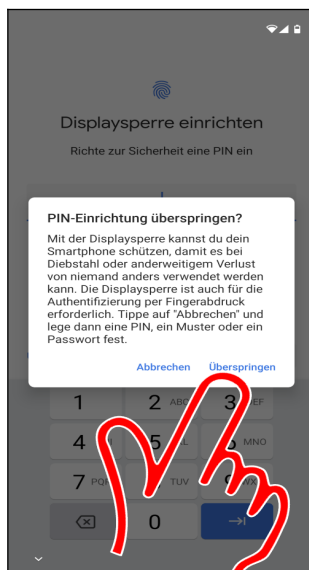 Displaysperre einrichten
Richte zur Sicherheit eine PIN ein
PIN-Einrichtung überspringen?
Mit der Displaysperre kannst du dein
Smartphone schützen, damit es bei
Diebstahl oder anderweitigem Verlust
von niemand anders verwendet werden
kann. Die Displaysperre ist auch für die
Authentifizierung per Fingerabdruck
erforderlich. Tippe auf "Abbrechen" und
lege dann eine PIN, ein Muster oder ein
Passwort fest.
Abbrechen Überspringen
1 2 ABC 3
4 5 MNO
7 TUV 9
0